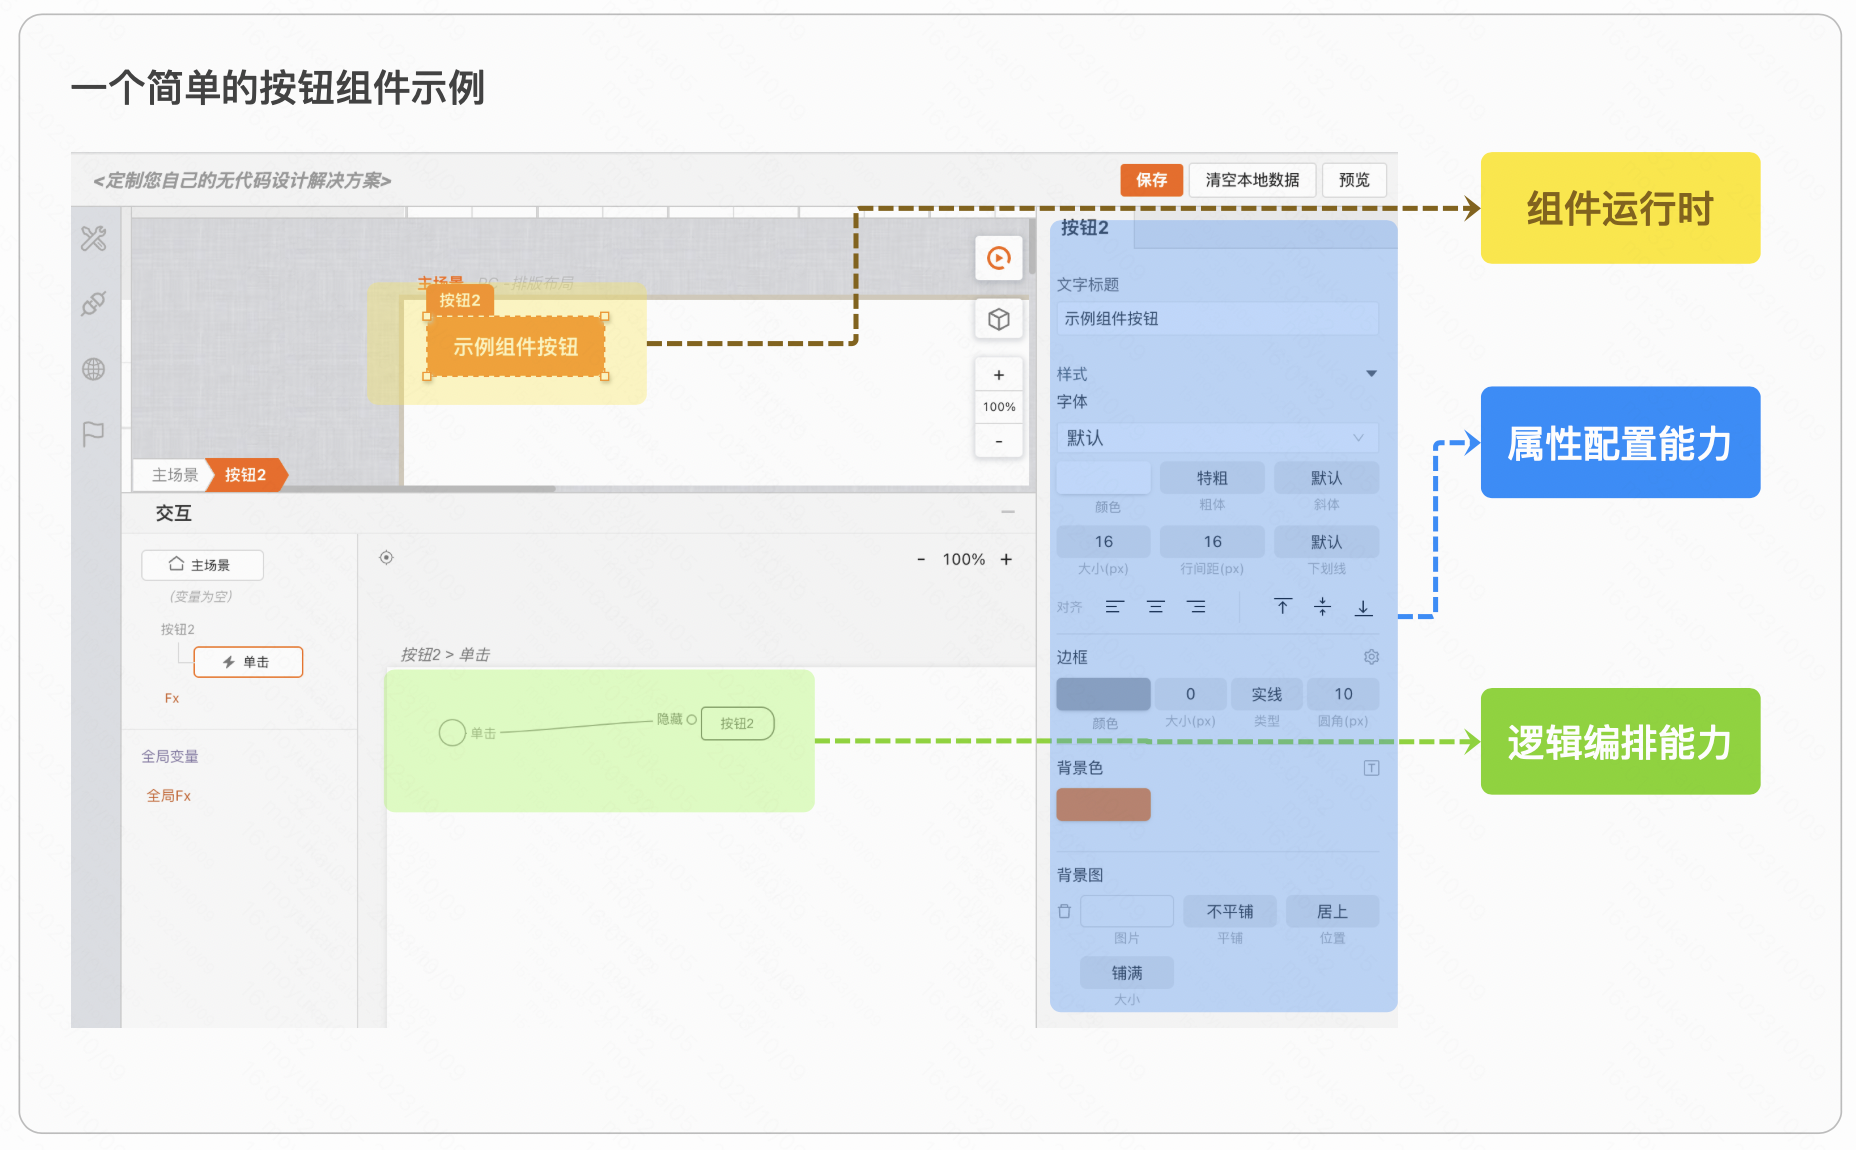 一个简单的按钮组件示例
<定制您自己的无代码设计解决方案>
保存
清空本地数据
预览
主场景 PC -排版布局
按钮2
示例组件按钮
+
100%
-
主场景
按钮2
交互
主场景
(变量为空)
按钮2
单击
Fx
全局变量
全局Fx
- 100% +
按钮2 > 单击
单击
隐藏
按钮2
按钮2
文字标题
示例组件按钮
样式
字体
默认
特粗 默认
颜色 粗体 斜体
16 16 默认
大小(px) 行间距(px) 下划线
对齐
边框
0 实线 10
颜色 大小(px) 类型 圆角(px)
背景色
T
背景图
不平铺 居上
图片 平铺 位置
铺满
大小
组件运行时
属性配置能力
逻辑编排能力